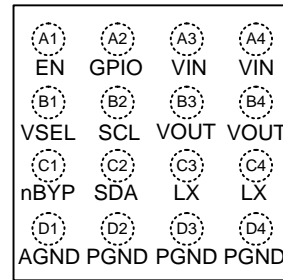 A1 A2 A3 A4
EN GPIO VIN VIN
B1 B2 B3 B4
VSEL SCL VOUT VOUT
C1 C2 C3 C4
nBYP SDA LX LX
D1 D2 D3 D4
AGND PGND PGND PGND